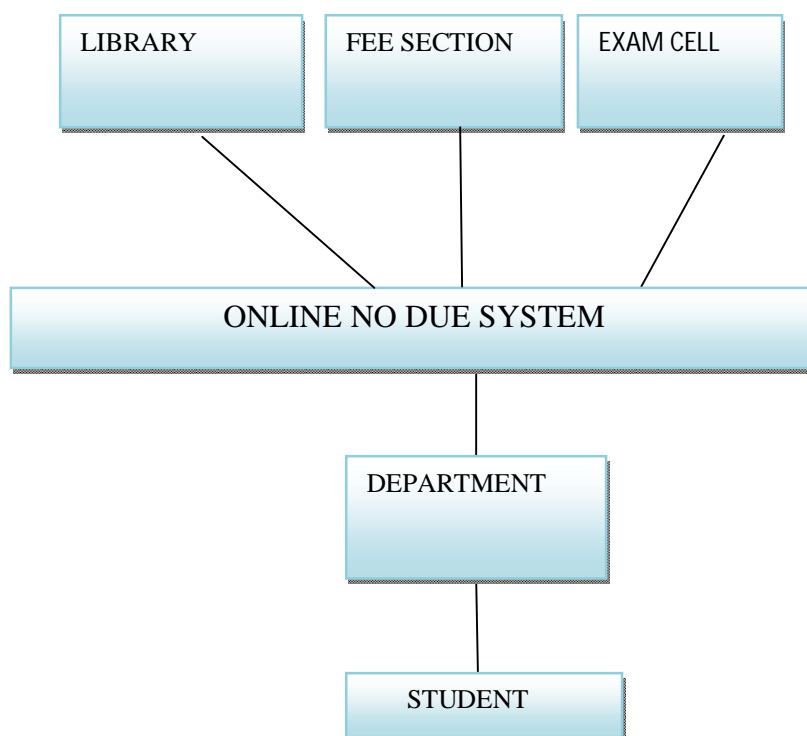 LIBRARY
FEE SECTION
EXAM CELL
ONLINE NO DUE SYSTEM
DEPARTMENT
STUDENT